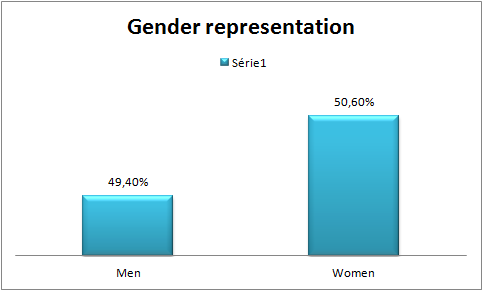 Gender representation
Série1
49,40%
50,60%
Men
Women